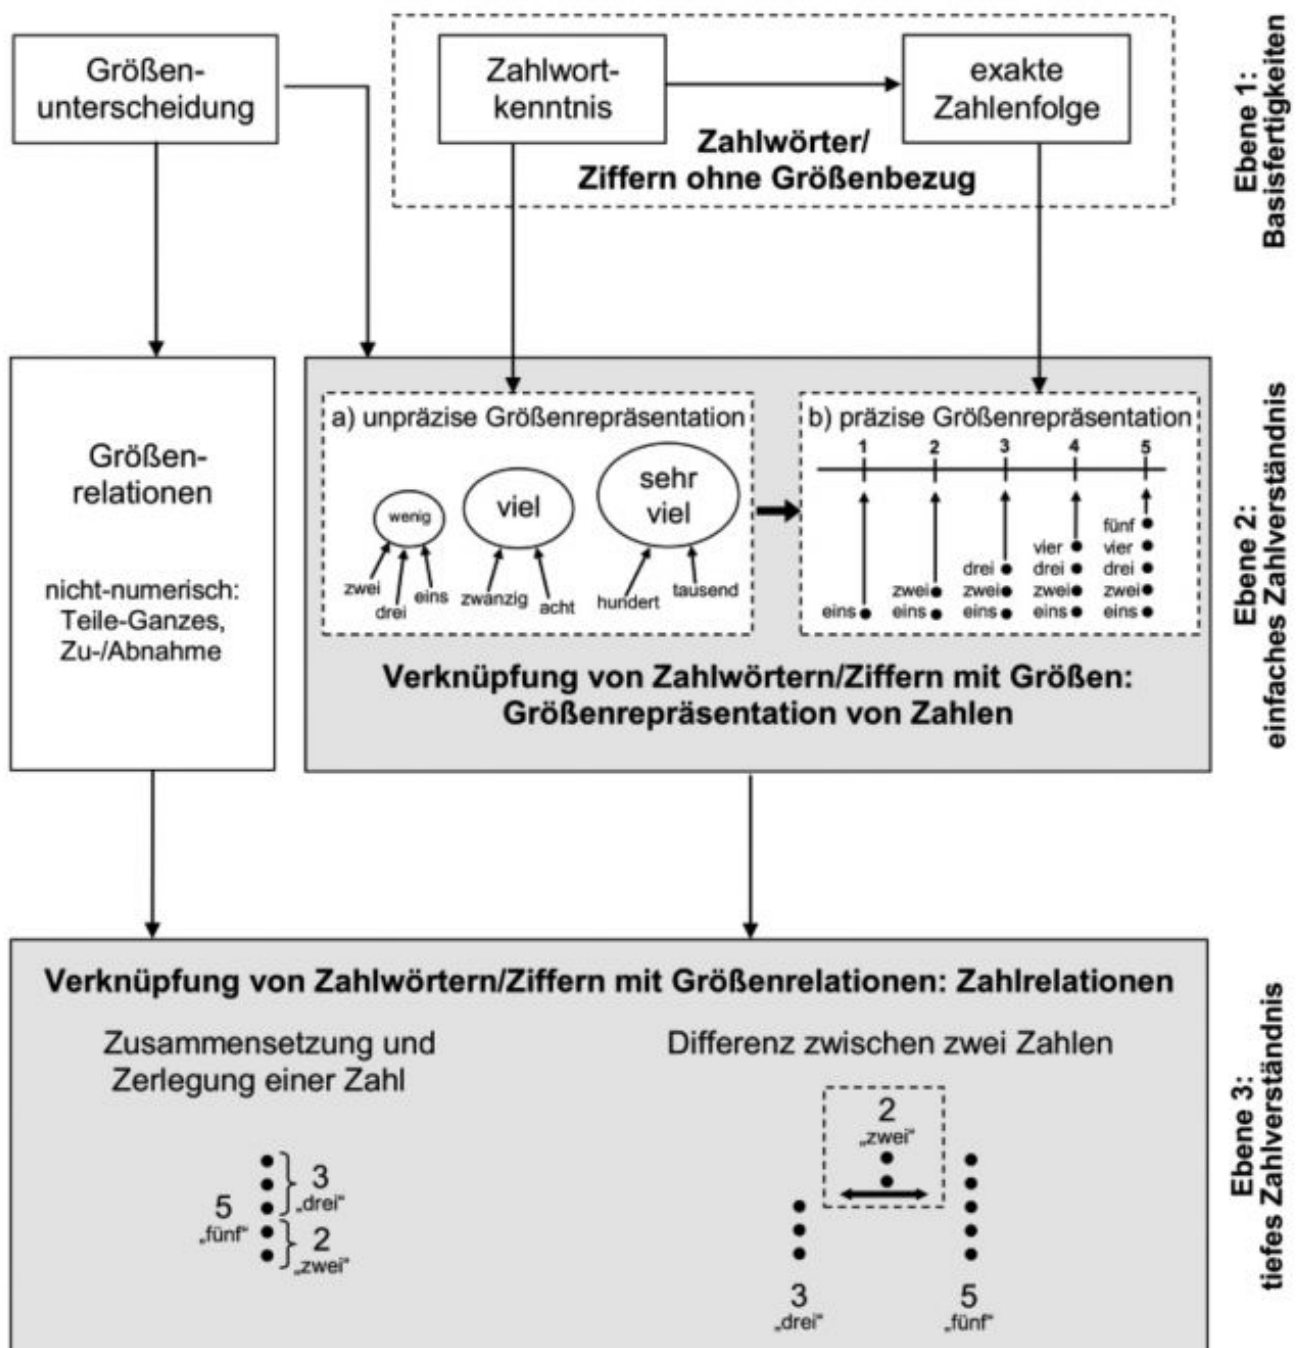 Größen-
unterscheidung
Zahlwort-
kenntnis
exakte
Zahlenfolge
Zahlwörter/
Ziffern ohne Größenbezug
Ebene 1:
Basisfertigkeiten
Größen-
relationen
nicht-numerisch:
Teile-Ganzes,
Zu-/Abnahme
a) unpräzise Größenrepräsentation
wenig
viel
sehr
viel
zwei
drei
eins
zwanzig
acht
hundert
tausend
b) präzise Größenrepräsentation
1 2 3 4 5
fünf
vier vier
drei drei drei
zwei zwei zwei zwei
eins eins eins eins eins
Verknüpfung von Zahlwörtern/Ziffern mit Größen:
Größenrepräsentation von Zahlen
Ebene 2:
einfaches Zahlverständnis
Verknüpfung von Zahlwörtern/Ziffern mit Größenrelationen: Zahlrelationen
Zusammensetzung und
Zerlegung einer Zahl
5
„fünf“
3
„drei“
2
„zwei“
Differenz zwischen zwei Zahlen
2
„zwei“
3
„drei“
5
„fünf“
Ebene 3:
tiefes Zahlverständnis